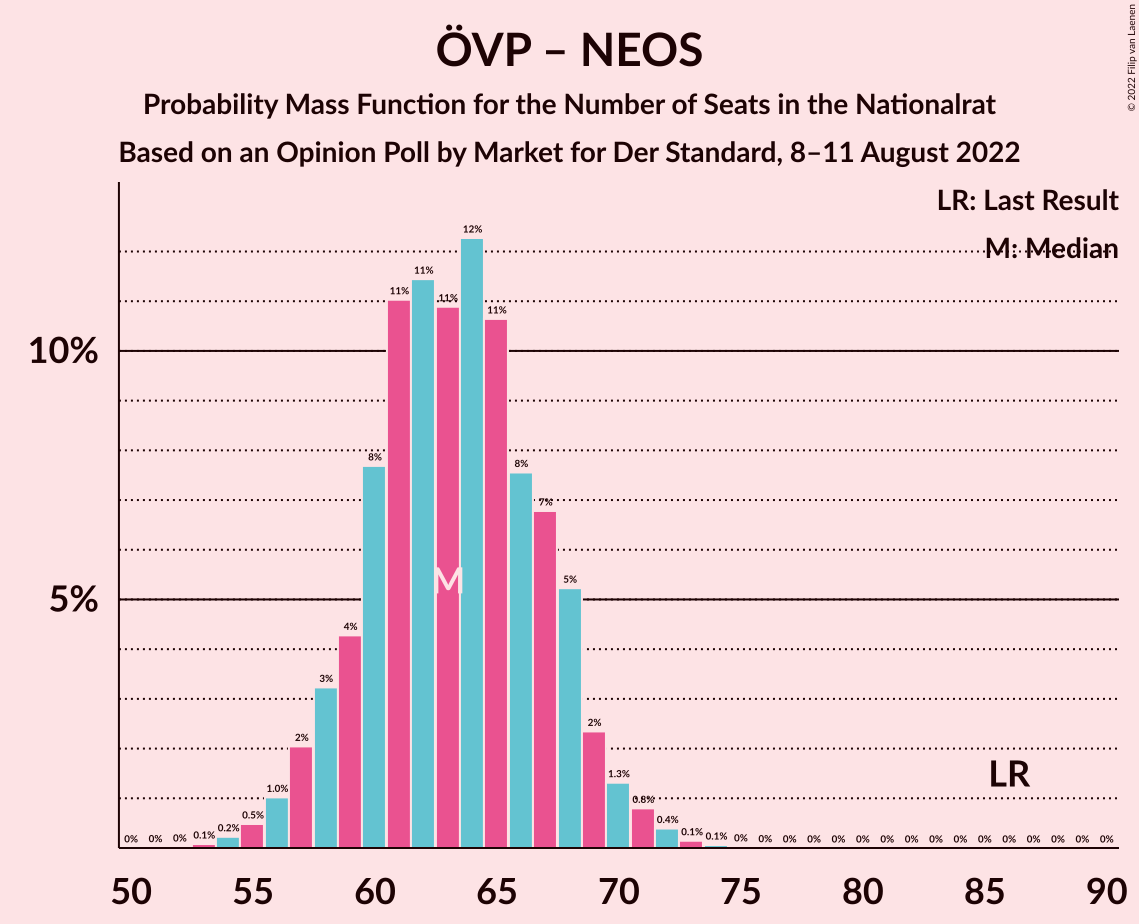 ÖVP – NEOS
Probability Mass Function for the Number of Seats in the Nationalrat
Based on an Opinion Poll by Market for Der Standard, 8–11 August 2022
© 2022 Filip van Laenen
LR: Last Result
M: Median
10%
5%
0% 0% 0% 0.1% 0.2% 0.5% 1.0% 2% 3% 4% 8% 11% 11% 11% 12% 11% 8% 7% 5% 2% 1.3% 0.8% 0.4% 0.1% 0.1% 0% 0% 0% 0% 0% 0% 0% 0% 0% 0% 0% 0% 0% 0% 0% 0%
M
LR
50 55 60 65 70 75 80 85 90